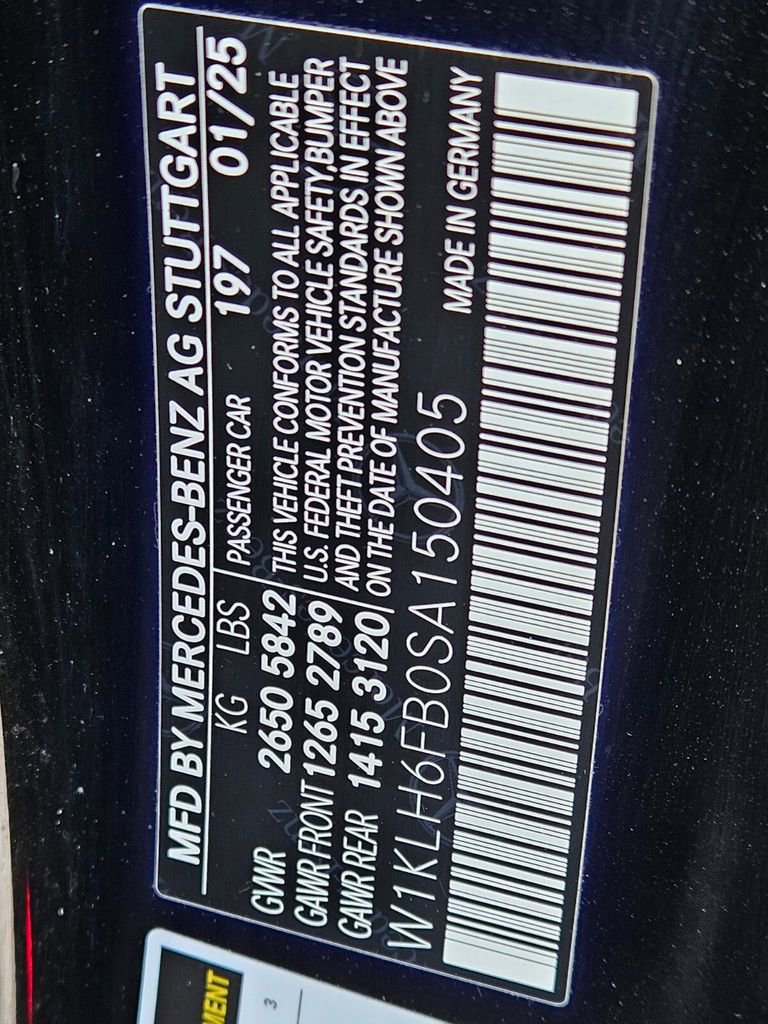 MFD BY MERCEDES-BENZ AG STUTTGART
KG LBS PASSENGER CAR 197 01/25
GVWR 2650 5842 THIS VEHICLE CONFORMS TO ALL APPLICABLE
GAWR FRONT 1265 2789 U.S. FEDERAL MOTOR VEHICLE SAFETY,BUMPER
GAWR REAR 1415 3120 AND THEFT PREVENTION STANDARDS IN EFFECT
ON THE DATE OF MANUFACTURE SHOWN ABOVE
W1KLH6FB0SA150405 MADE IN GERMANY
MENT
3